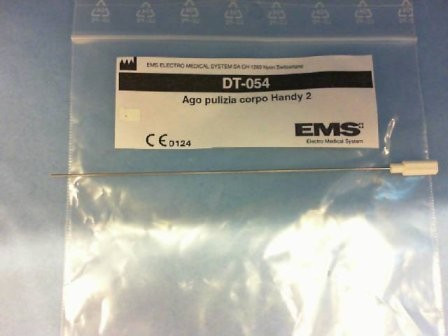 EMS ELECTRO MEDICAL SYSTEM SA CH-1260 Nyon Switzerland
DT-054
Ago pulizia corpo Handy 2
EMS
CE 0124
Electro Medical System